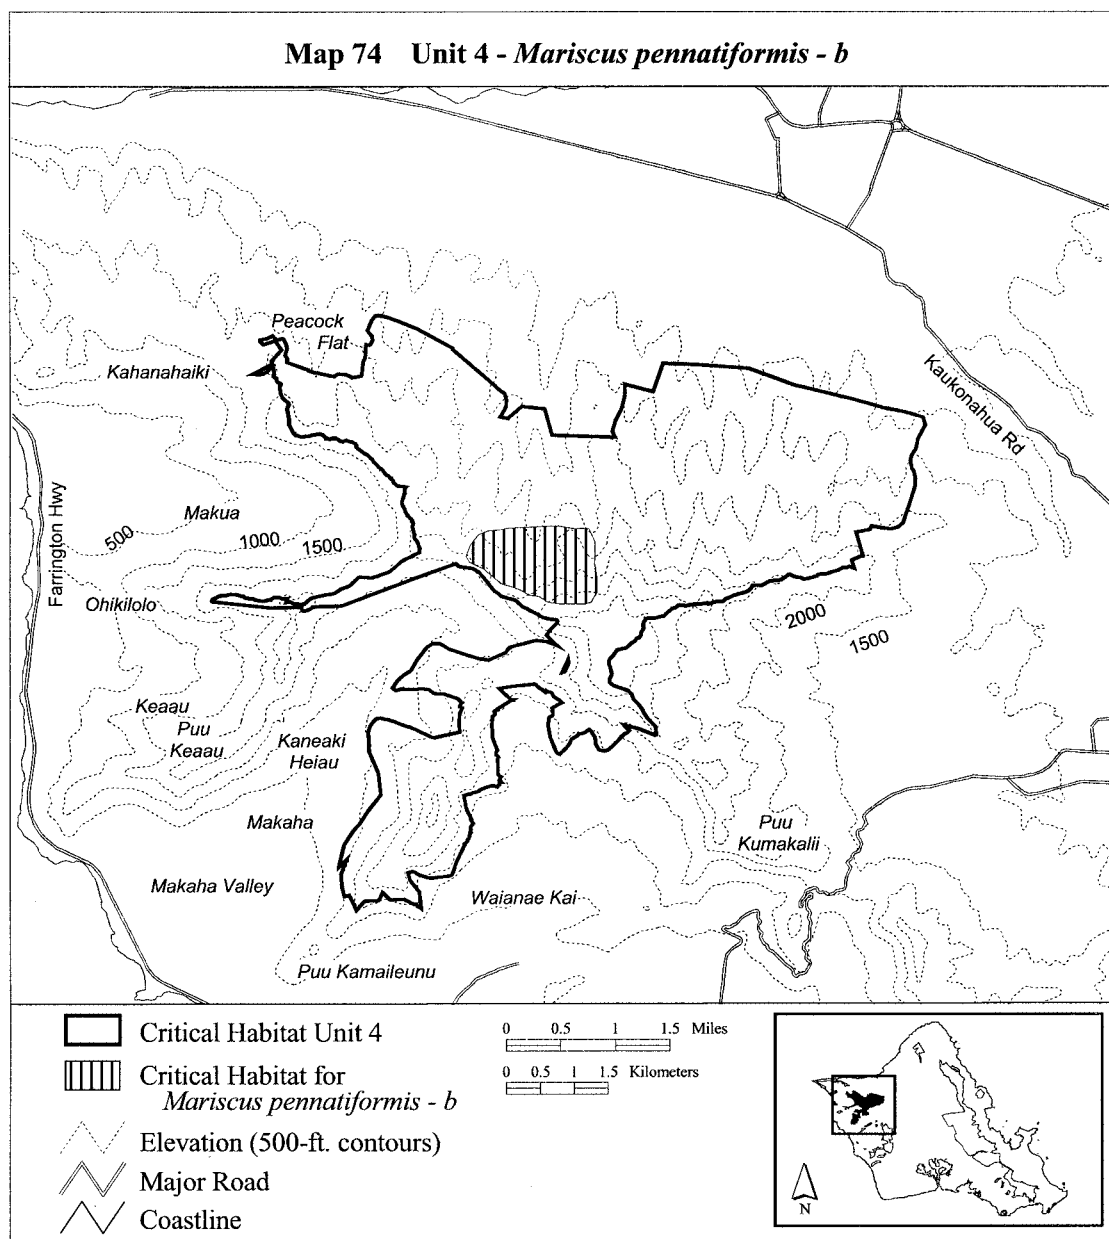 Map 74 Unit 4 - Mariscus pennatiformis - b
Peacock
Flat
Kahanahaiki
Kaukonahua Rd
Farrington Hwy
Makua
500
1000
1500
Ohikilolo
2000
1500
Keaau
Puu
Keaau
Kaneaki
Heiau
Makaha
Puu
Kumakalii
Makaha Valley
Waianae Kai
Puu Kamaileunu
Critical Habitat Unit 4
Critical Habitat for
Mariscus pennatiformis - b
Elevation (500-ft. contours)
Major Road
Coastline
0 0.5 1 1.5 Miles
0 0.5 1 1.5 Kilometers
N